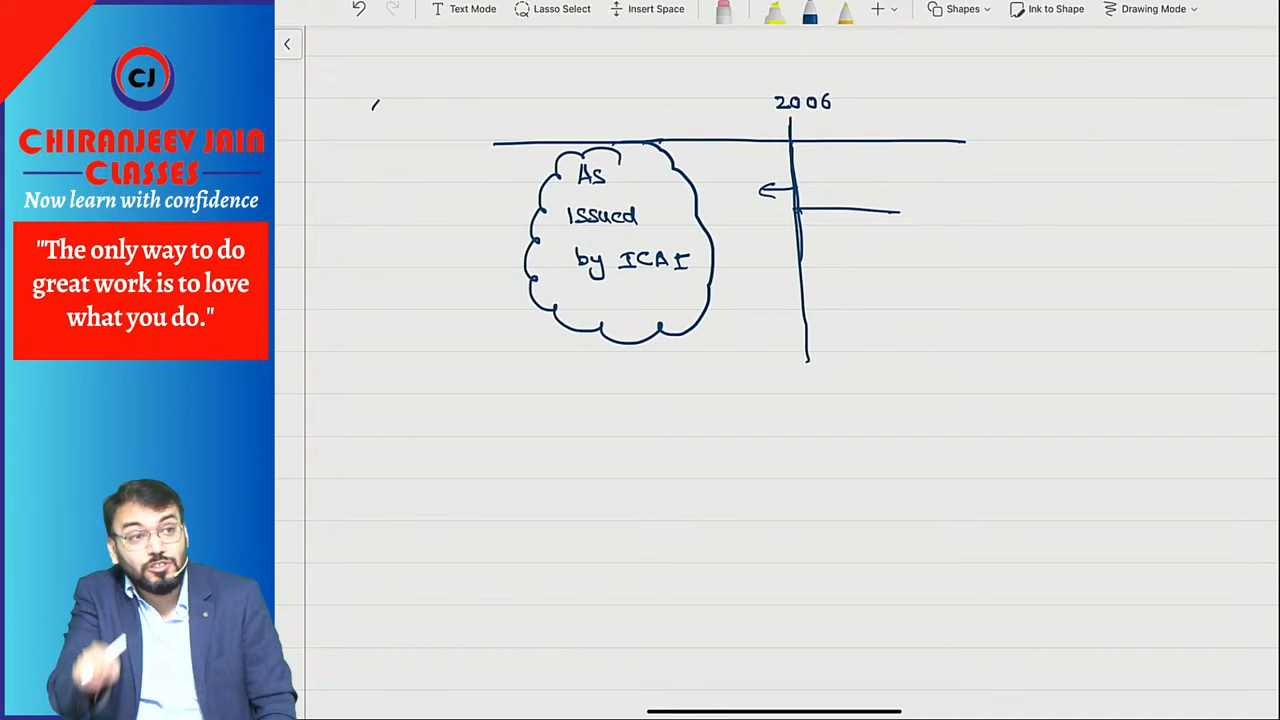 Text Mode
Lasso Select
Insert Space
Shapes
Ink to Shape
Drawing Mode
CJ
CHIRANJEEV JAIN
CLASSES
Now learn with confidence
"The only way to do
great work is to love
what you do."
2006
AS
Issued
by ICAI